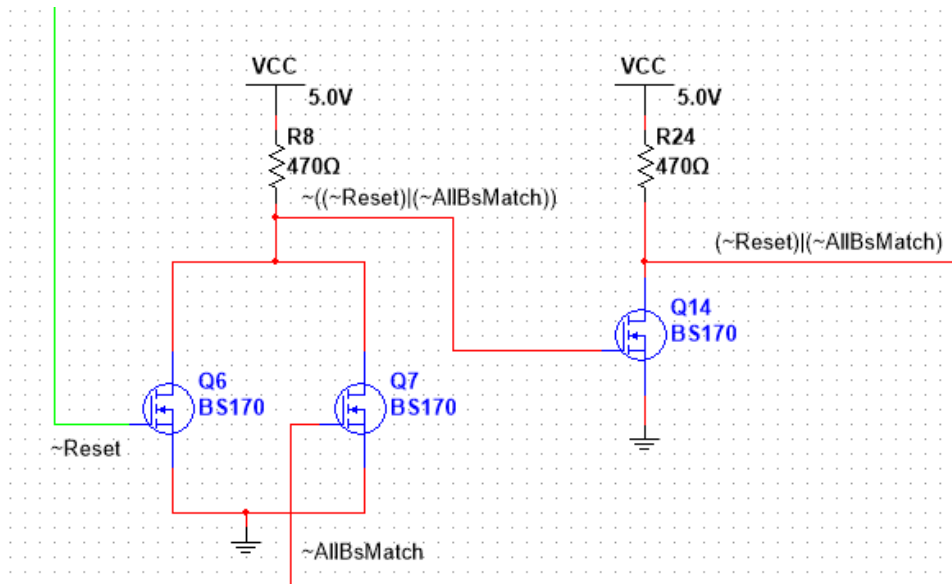 VCC
5.0V
R8
470Ω
~((~Reset)|(~AllBsMatch))
VCC
5.0V
R24
470Ω
(~Reset)|(~AllBsMatch)
Q14
BS170
Q6
BS170
Q7
BS170
~Reset
~AllBsMatch